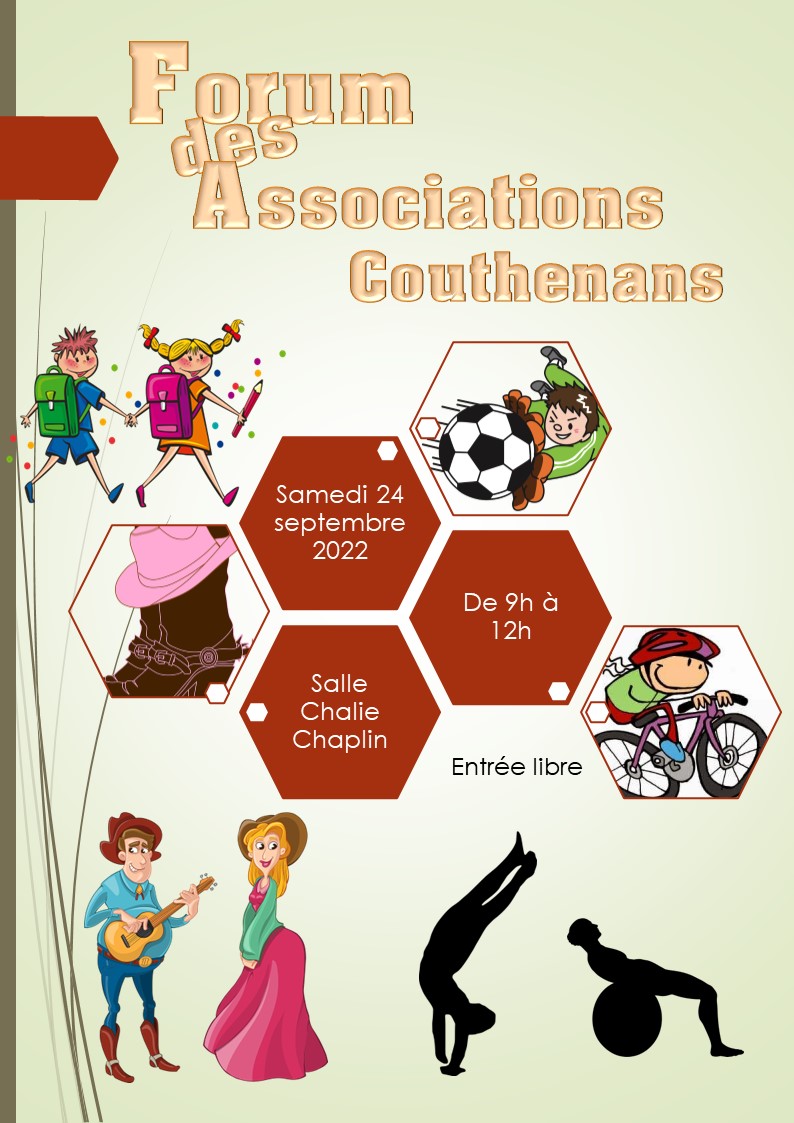 Forum
des
Associations
Couthenans
Samedi 24
septembre
2022
De 9h à
12h
Salle
Chalie
Chaplin
Entrée libre